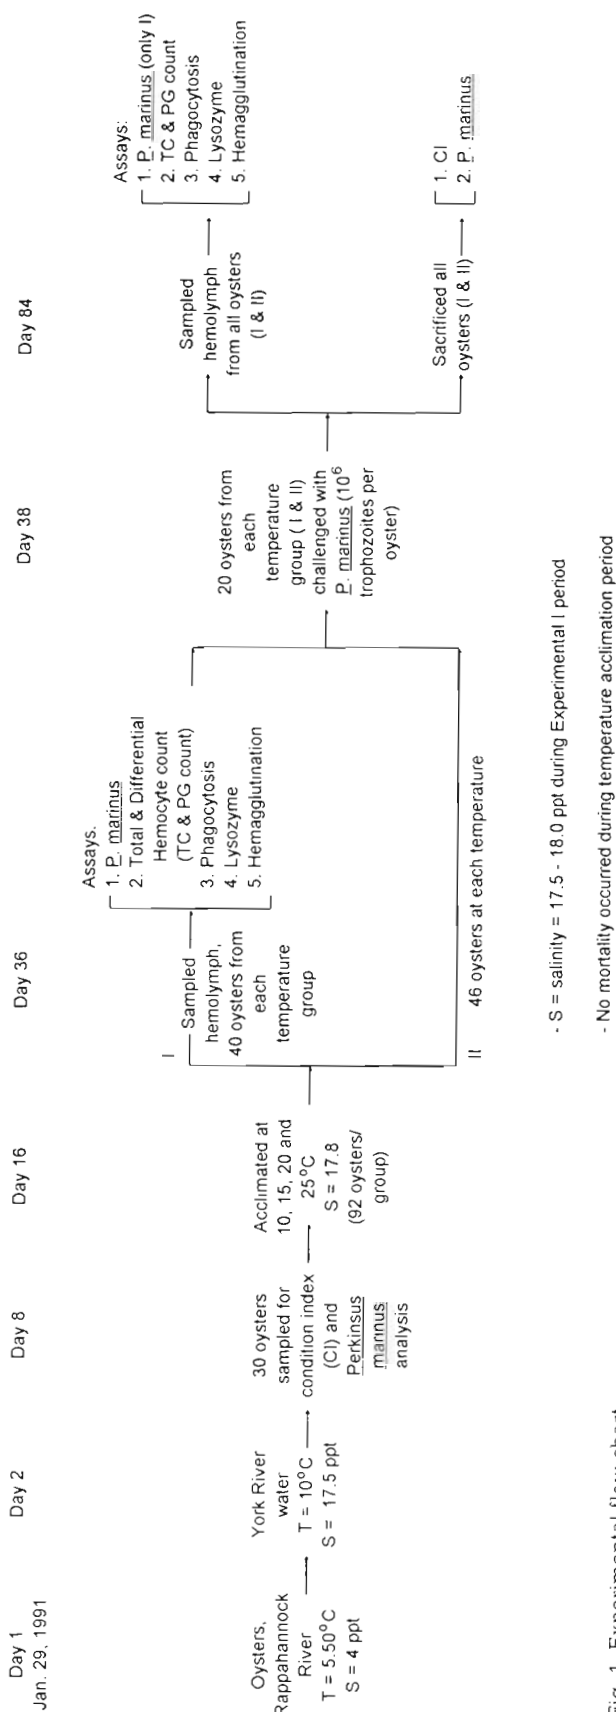 Day 1
Jan. 29, 1991
Oysters,
Rappahannock
River
T = 5.50°C
S = 4 ppt
Day 2
York River
water
T = 10°C
S = 17.5 ppt
Day 8
30 oysters
sampled for
condition index
(CI) and
Perkinsus
marinus
analysis
Day 16
Acclimated at
10, 15, 20 and
25°C
S = 17.8
(92 oysters/
group)
Day 36
I
Sampled
hemolymph,
40 oysters from
each
temperature
group
Assays.
1. P. marinus
2. Total & Differential
Hemocyte count
(TC & PG count)
3. Phagocytosis
4. Lysozyme
5. Hemagglutination
II
46 oysters at each temperature
Day 38
20 oysters from
each
temperature
group ( I & II)
challenged with
P. marinus (10⁶
trophozoites per
oyster)
Day 84
Sampled
hemolymph
from all oysters
(I & II)
Assays:
1. P. marinus (only I)
2. TC & PG count
3. Phagocytosis
4. Lysozyme
5. Hemagglutination
Sacrificed all
oysters (I & II)
1. CI
2. P. marinus
- S = salinity = 17.5 - 18.0 ppt during Experimental I period
- No mortality occurred during temperature acclimation period
Fig. 1. Experimental flow chart